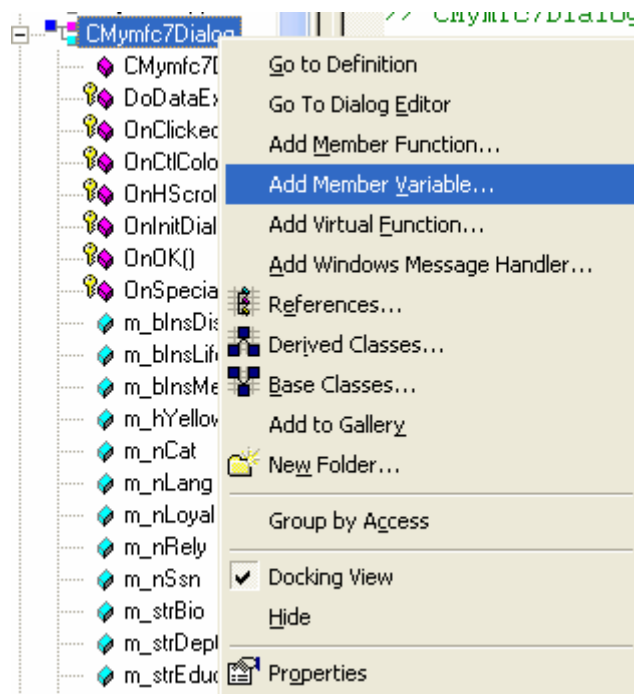 // CMymfc7Dialog
CMymfc7Dialog
CMymfc7D
DoDataEx
OnClicked
OnCtlColo
OnHScrol
OnInitDial
OnOK()
OnSpecia
m_bInsDis
m_bInsLife
m_bInsMe
m_hYellow
m_nCat
m_nLang
m_nLoyal
m_nRely
m_nSsn
m_strBio
m_strDept
m_strEduc
Go to Definition
Go To Dialog Editor
Add Member Function...
Add Member Variable...
Add Virtual Function...
Add Windows Message Handler...
References...
Derived Classes...
Base Classes...
Add to Gallery
New Folder...
Group by Access
Docking View
Hide
Properties